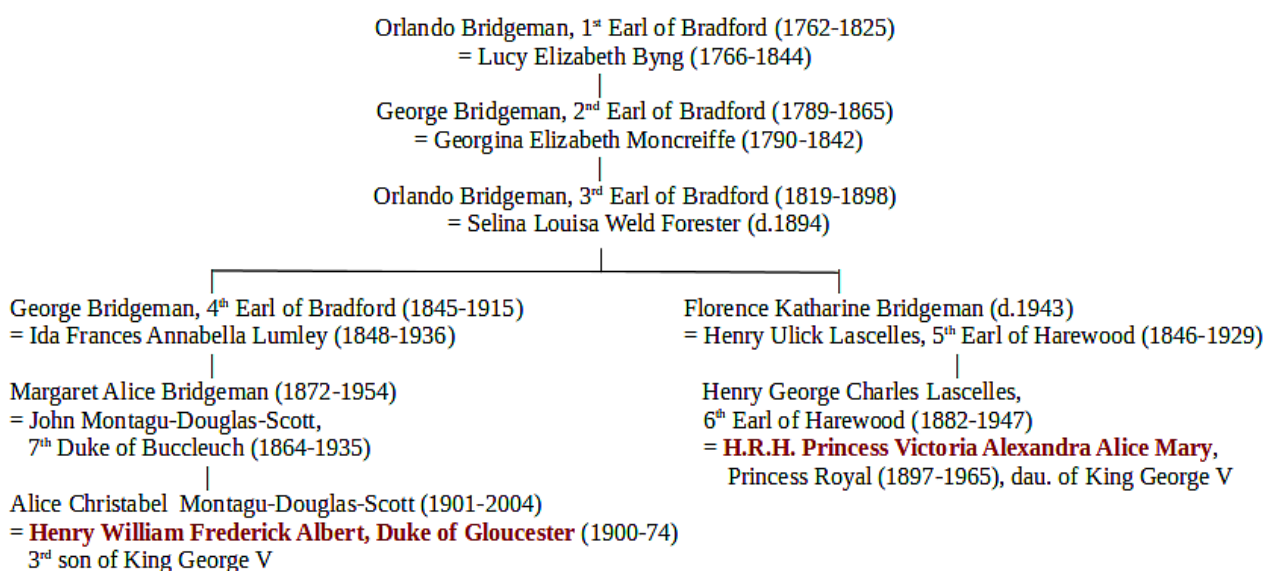 Orlando Bridgeman, 1st Earl of Bradford (1762-1825)
= Lucy Elizabeth Byng (1766-1844)
George Bridgeman, 2nd Earl of Bradford (1789-1865)
= Georgina Elizabeth Moncreiffe (1790-1842)
Orlando Bridgeman, 3rd Earl of Bradford (1819-1898)
= Selina Louisa Weld Forester (d.1894)
George Bridgeman, 4th Earl of Bradford (1845-1915)
= Ida Frances Annabella Lumley (1848-1936)
Margaret Alice Bridgeman (1872-1954)
= John Montagu-Douglas-Scott,
7th Duke of Buccleuch (1864-1935)
Alice Christabel Montagu-Douglas-Scott (1901-2004)
= Henry William Frederick Albert, Duke of Gloucester (1900-74)
3rd son of King George V
Florence Katharine Bridgeman (d.1943)
= Henry Ulick Lascelles, 5th Earl of Harewood (1846-1929)
Henry George Charles Lascelles,
6th Earl of Harewood (1882-1947)
= H.R.H. Princess Victoria Alexandra Alice Mary,
Princess Royal (1897-1965), dau. of King George V